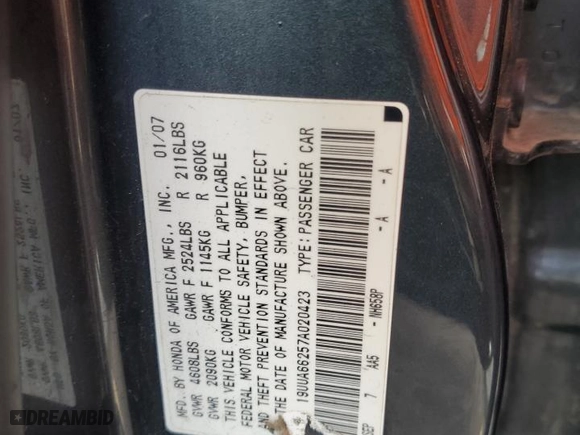 MFD. BY HONDA OF AMERICA MFG., INC. 01/07
GVWR 4608LBS GAWR F 2524LBS R 2116LBS
GVWR 2090KG GAWR F 1145KG R 960KG
THIS VEHICLE CONFORMS TO ALL APPLICABLE
FEDERAL MOTOR VEHICLE SAFETY, BUMPER,
AND THEFT PREVENTION STANDARDS IN EFFECT
ON THE DATE OF MANUFACTURE SHOWN ABOVE.
19UUA66257A020423 TYPE:PASSENGER CAR
SEP 7 AA5 - NH658P - A - A
DREAMBID